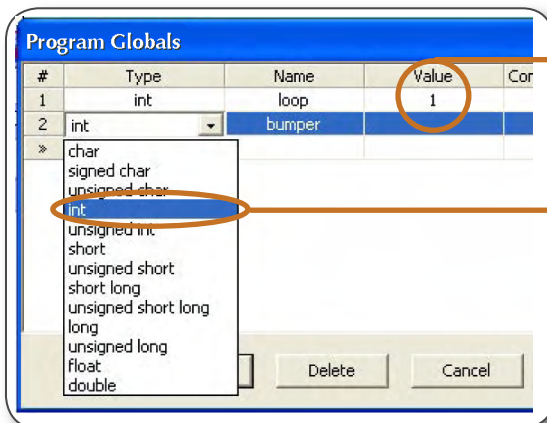 Program Globals
# Type Name Value
1 int loop 1
2 int bumper
»
char
signed char
unsigned char
int
unsigned int
short
unsigned short
short long
unsigned short long
long
unsigned long
float
double
Delete Cancel